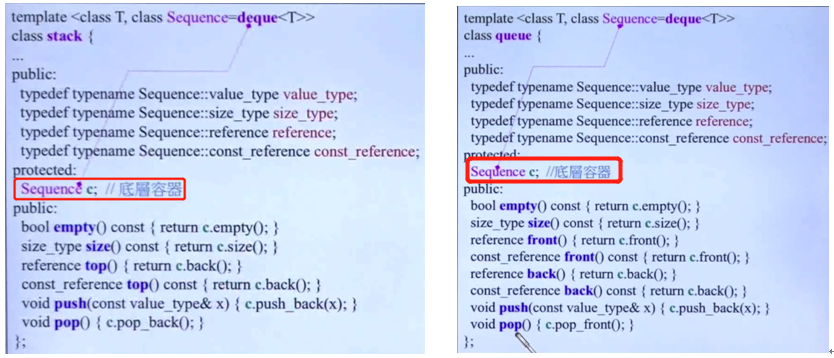 template <class T, class Sequence=deque<T>>
class stack {
...
public:
typedef typename Sequence::value_type value_type;
typedef typename Sequence::size_type size_type;
typedef typename Sequence::reference reference;
typedef typename Sequence::const_reference const_reference;
protected:
Sequence c; // 底層容器
public:
bool empty() const { return c.empty(); }
size_type size() const { return c.size(); }
reference top() { return c.back(); }
const_reference top() const { return c.back(); }
void push(const value_type& x) { c.push_back(x); }
void pop() { c.pop_back(); }
};
template <class T, class Sequence=deque<T>>
class queue {
...
public:
typedef typename Sequence::value_type value_type;
typedef typename Sequence::size_type size_type;
typedef typename Sequence::reference reference;
typedef typename Sequence::const_reference const_reference;
protected:
Sequence c; //底層容器
public:
bool empty() const { return c.empty(); }
size_type size() const { return c.size(); }
reference front() { return c.front(); }
const_reference front() const { return c.front(); }
reference back() { return c.back(); }
const_reference back() const { return c.back(); }
void push(const value_type& x) { c.push_back(x); }
void pop() { c.pop_front(); }
};